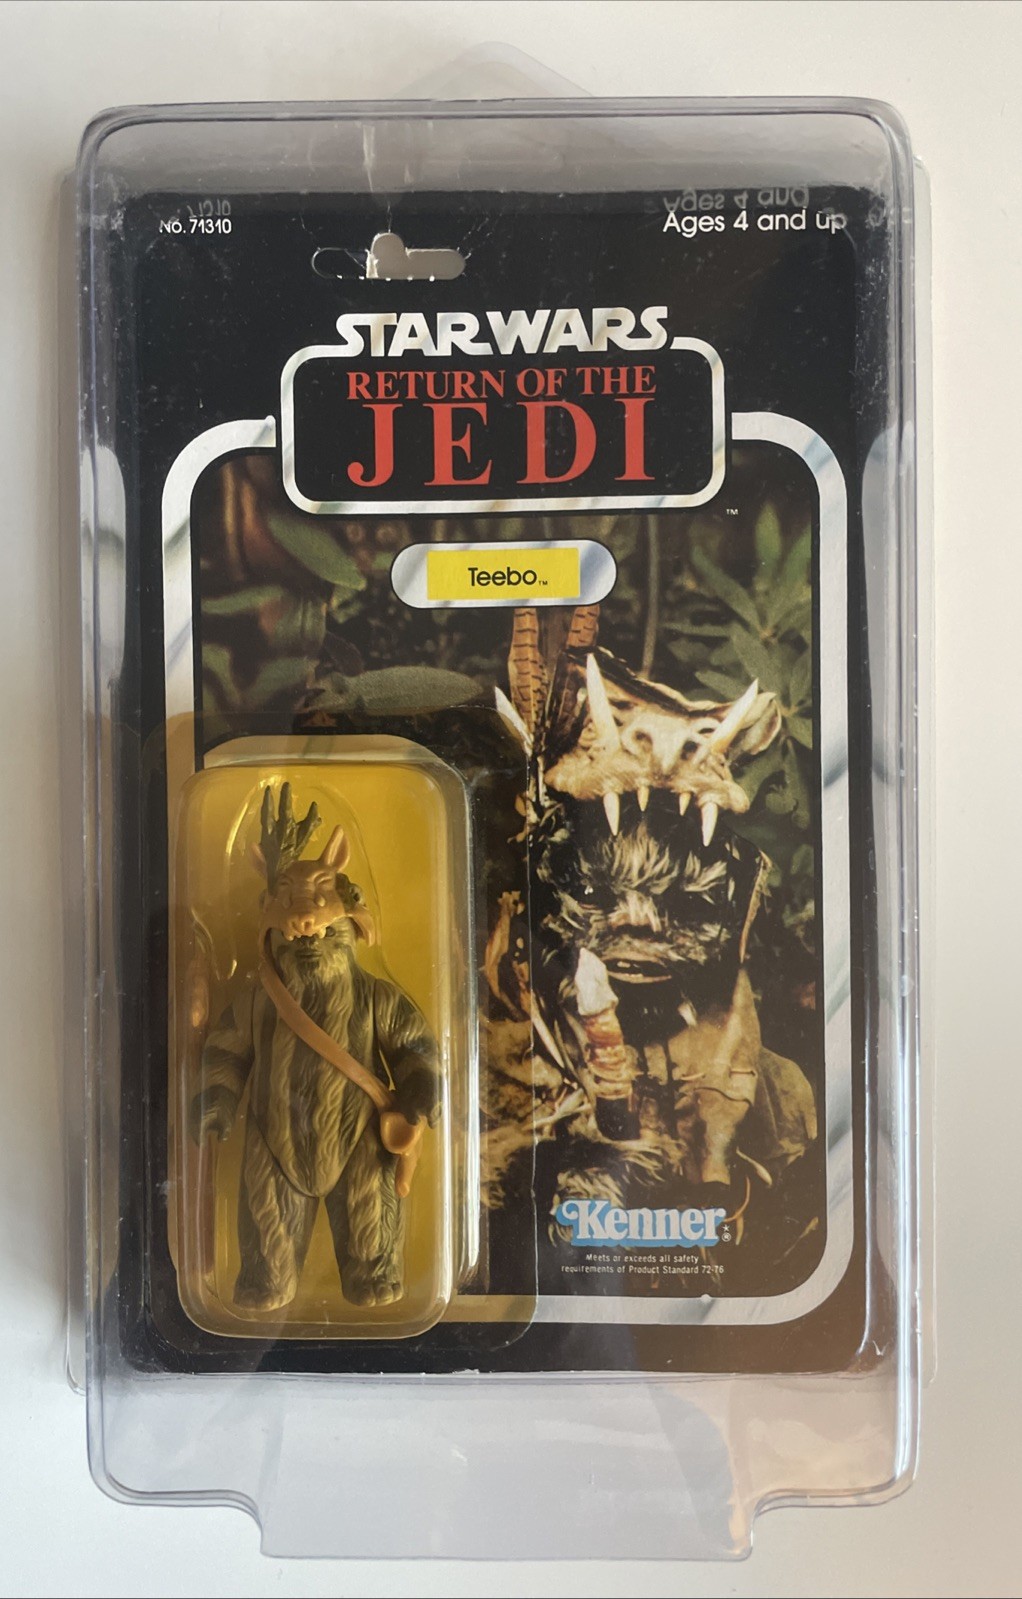 No. 71310
Ages 4 and up
STAR WARS
RETURN OF THE
JEDI
TM
Teebo™
Kenner®
Meets or exceeds all safety
requirements of Product Standard 72-76